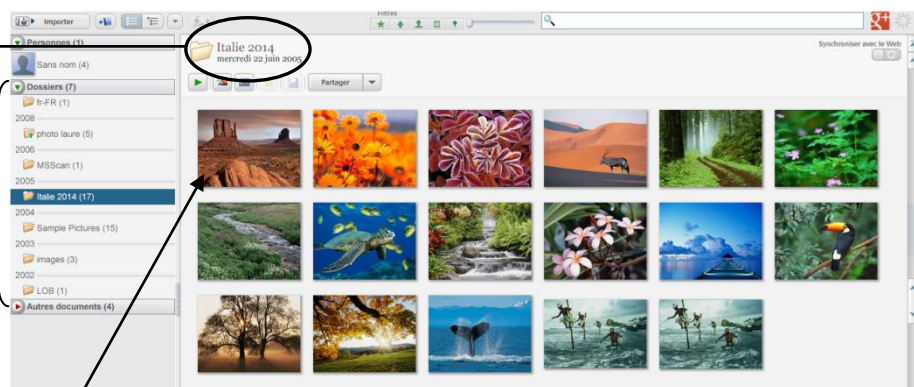 Importer
Filtres
Personnes (1)
Sans nom (4)
Dossiers (7)
fr-FR (1)
2008
photo laure (5)
2006
MSScan (1)
2005
Italie 2014 (17)
2004
Sample Pictures (15)
2003
images (3)
2002
LOB (1)
Autres documents (4)
Italie 2014
mercredi 22 juin 2005
Partager
Synchroniser avec le Web
g+